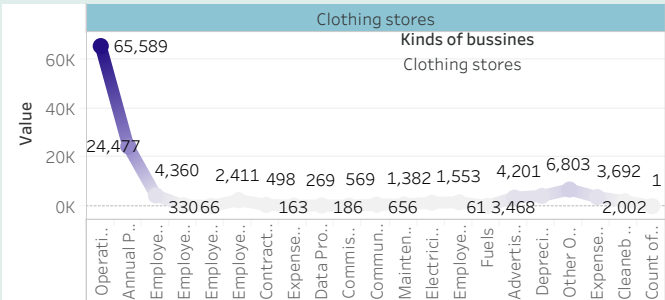 Clothing stores
Kinds of bussines
Clothing stores
Value
60K
40K
20K
0K
65,589
24,477
4,360
330
66
2,411
498
163
269
186
569
656
1,382
1,553
61
3,468
4,201
6,803
3,692
2,002
1
Operati..
Annual P..
Employe..
Employe..
Employe..
Employe..
Contract..
Expense..
Data Pro..
Commis..
Commun..
Mainten..
Electrici..
Employe..
Fuels
Advertis..
Depreci..
Other O..
Expense..
Cleaneb ..
Count of..